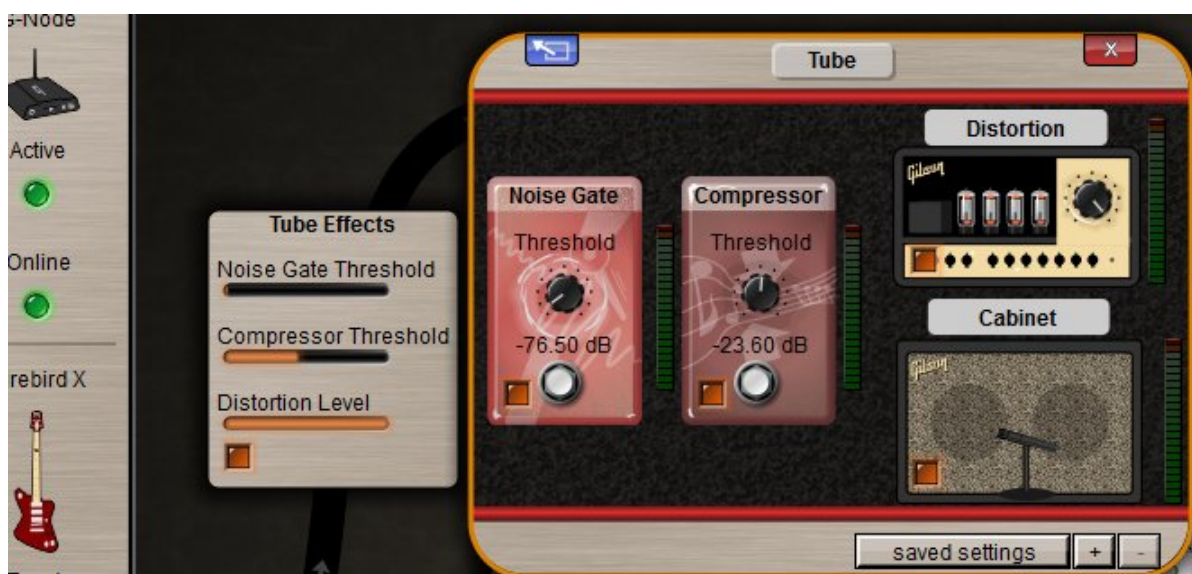 G-Node
Active
Online
rebird X
Tube Effects
Noise Gate Threshold
Compressor Threshold
Distortion Level
Tube
X
Noise Gate
Threshold
-76.50 dB
Compressor
Threshold
-23.60 dB
Distortion
Gibson
Cabinet
Gibson
saved settings
+
-